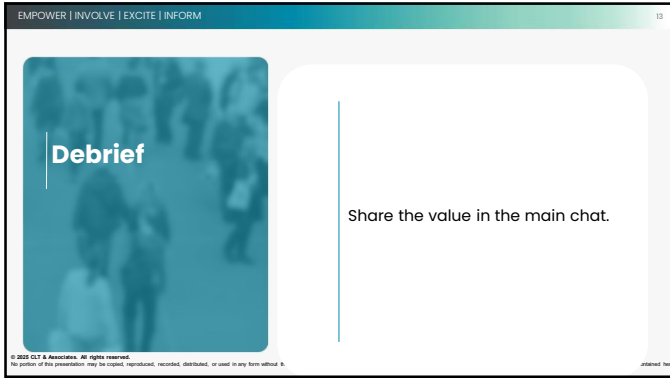 EMPOWER | INVOLVE | EXCITE | INFORM
13
Debrief
Share the value in the main chat.
© 2025 CLT & Associates. All rights reserved.
No portion of this presentation may be copied, reproduced, recorded, distributed, or used in any form without